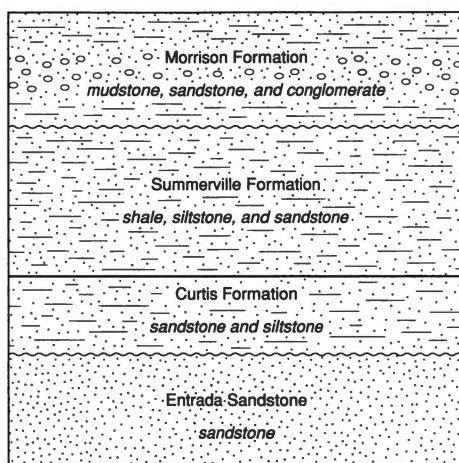 Morrison Formation
mudstone, sandstone, and conglomerate
Summerville Formation
shale, siltstone, and sandstone
Curtis Formation
sandstone and siltstone
Entrada Sandstone
sandstone